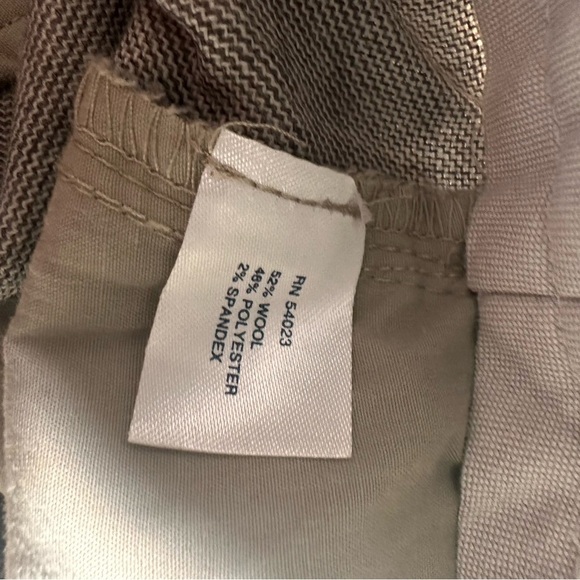 RN 54023
52% WOOL
46% POLYESTER
2% SPANDEX